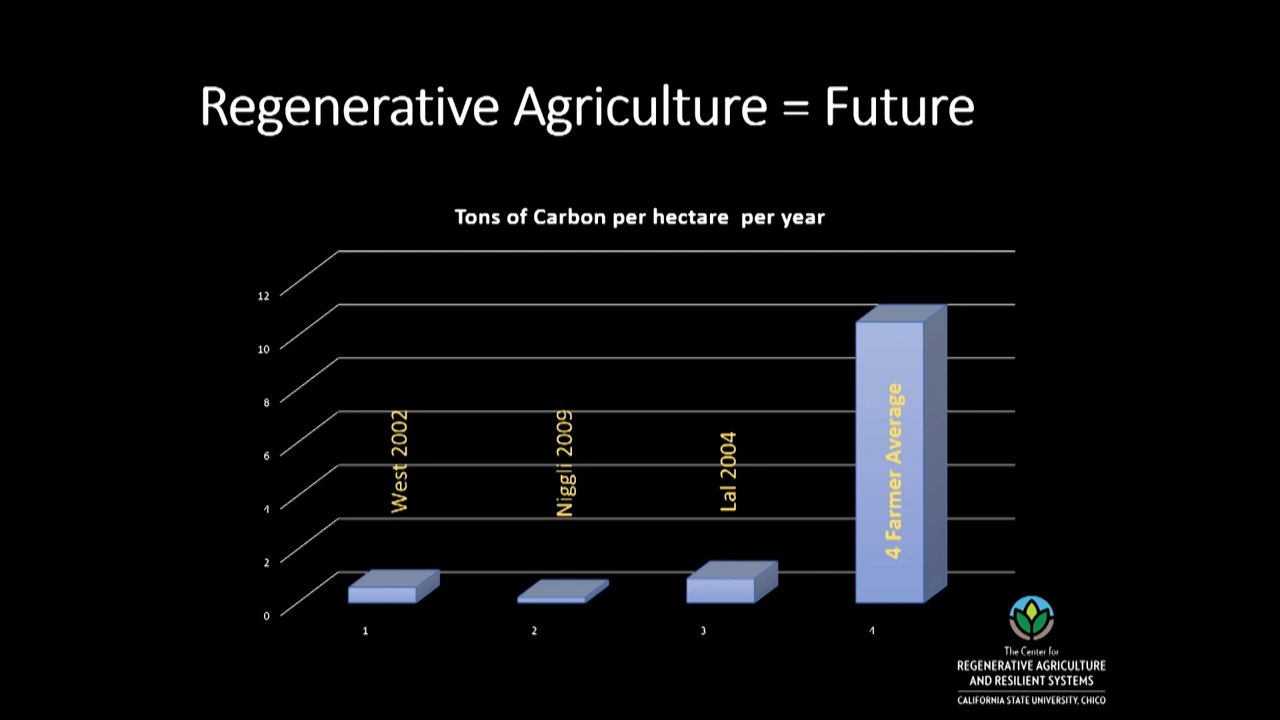 Regenerative Agriculture = Future
Tons of Carbon per hectare per year
12
10
8
6
4
2
0
West 2002
Niggli 2009
Lal 2004
4 Farmer Average
1
2
3
4
The Center for
REGENERATIVE AGRICULTURE
AND RESILIENT SYSTEMS
CALIFORNIA STATE UNIVERSITY, CHICO